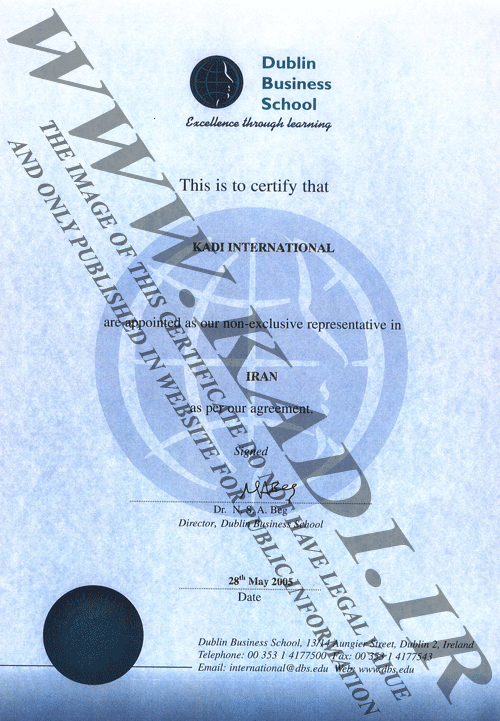 Dublin
Business
School
Excellence through learning
This is to certify that
KADI INTERNATIONAL
are appointed as our non-exclusive representative in
IRAN
as per our agreement.
Signed
Dr. N. S. A. Beg
Director, Dublin Business School
28th May 2005
Date
Dublin Business School, 13/14 Aungier Street, Dublin 2, Ireland
Telephone: 00 353 1 4177500 Fax: 00 353 1 4177543
Email: international@dbs.edu Web: www.dbs.edu
WWW.KADI.IR
THE IMAGE OF THIS CERTIFICATE DO NOT HAVE LEGAL VALUE
AND ONLY PUBLISHED IN WEBSITE FOR PUBLIC INFORMATION